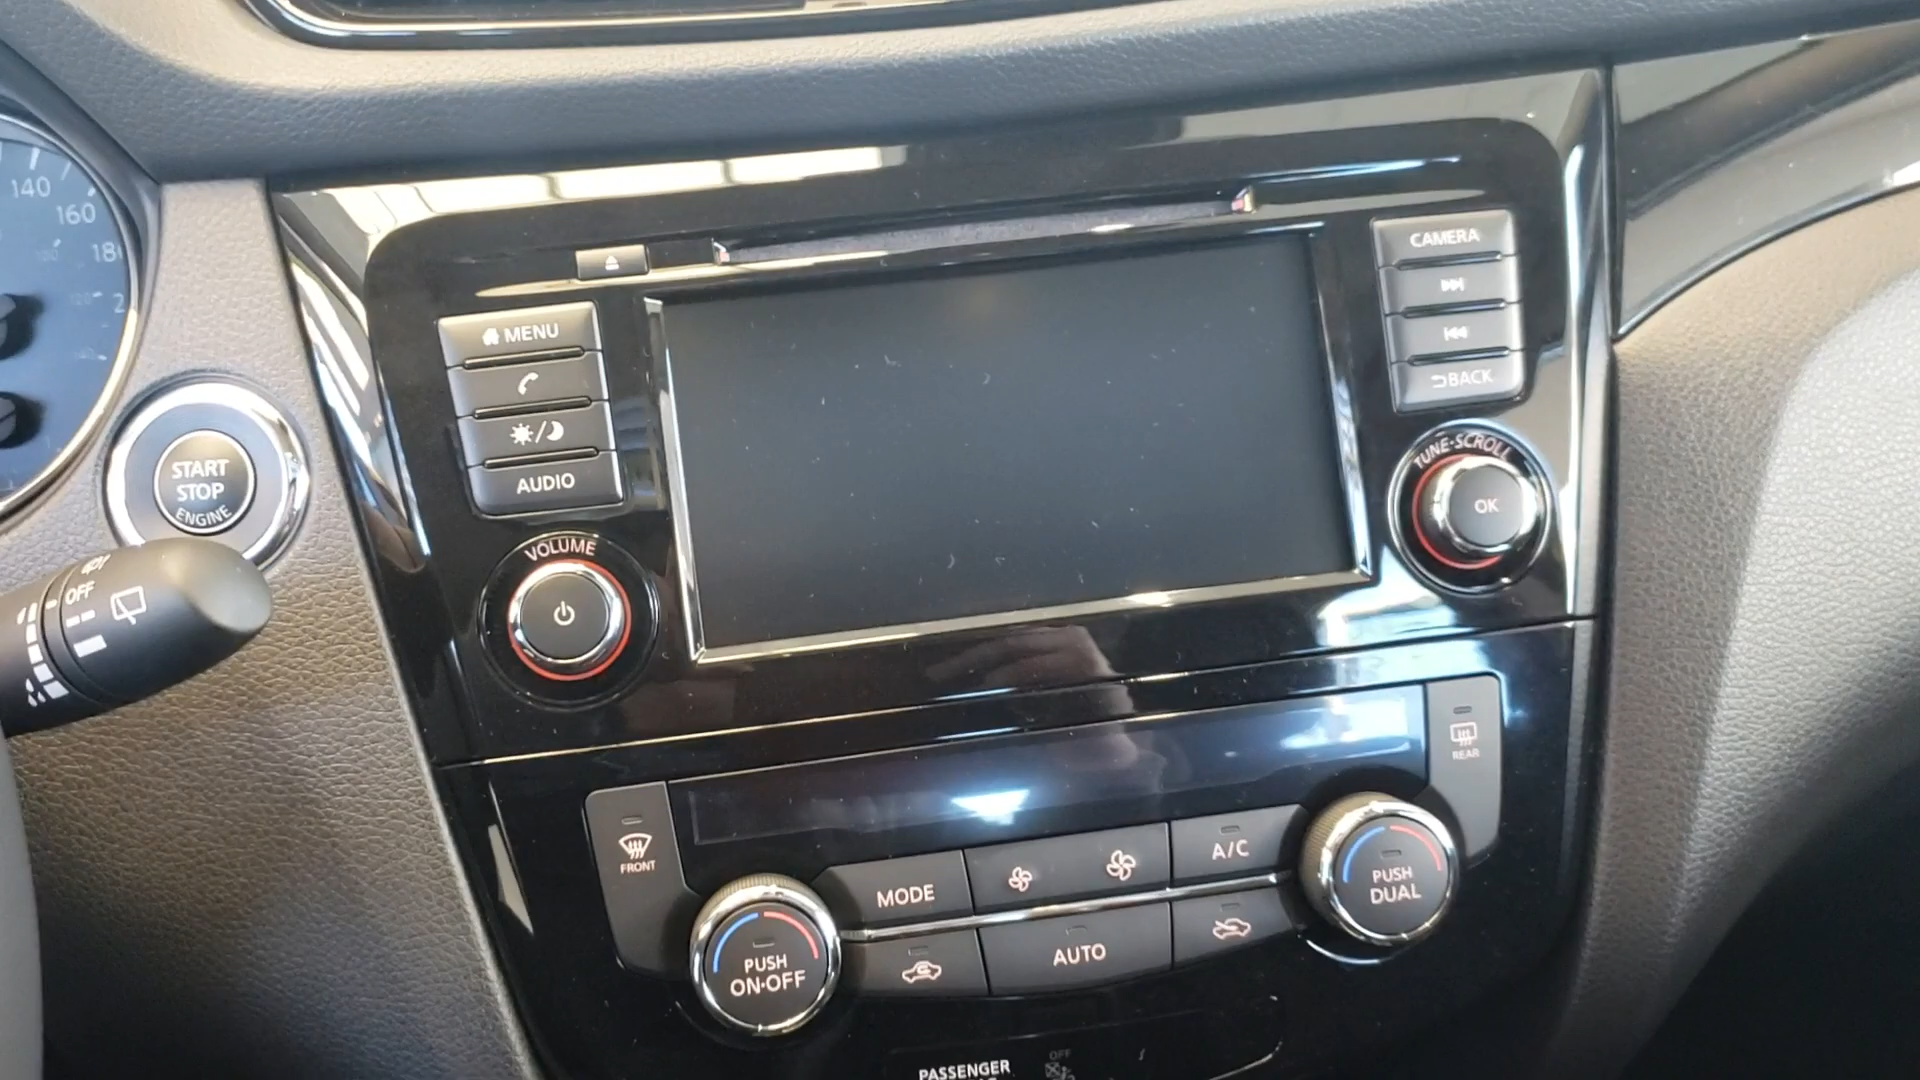 140
160
START
STOP
ENGINE
OFF
MENU
AUDIO
VOLUME
CAMERA
BACK
TUNE·SCROLL
OK
FRONT
REAR
MODE
A/C
AUTO
PUSH
ON·OFF
PUSH
DUAL
PASSENGER
OFF